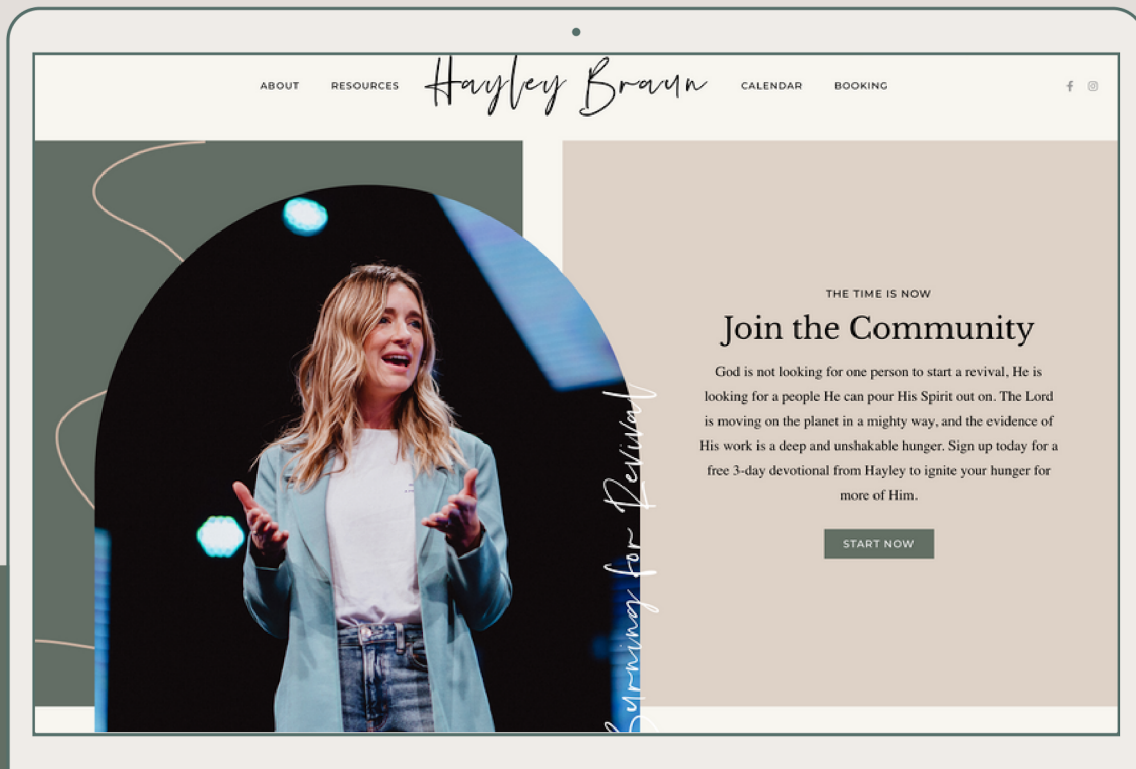 ABOUT
RESOURCES
Hayley Braun
CALENDAR
BOOKING
Burning for Revival
THE TIME IS NOW
Join the Community
God is not looking for one person to start a revival, He is
looking for a people He can pour His Spirit out on. The Lord
is moving on the planet in a mighty way, and the evidence of
His work is a deep and unshakable hunger. Sign up today for a
free 3-day devotional from Hayley to ignite your hunger for
more of Him.
START NOW